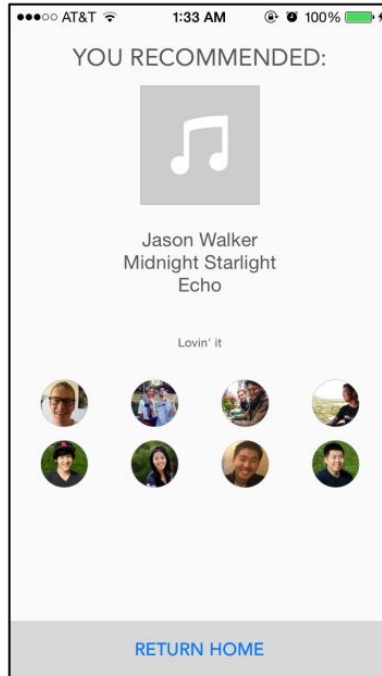 AT&T 1:33 AM 100%
YOU RECOMMENDED:
Jason Walker
Midnight Starlight
Echo
Lovin' it
RETURN HOME